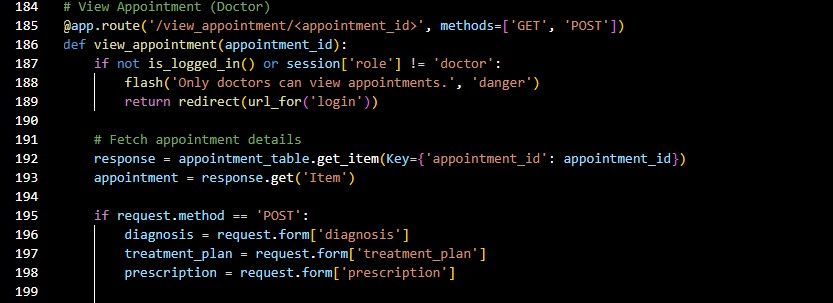 184 # View Appointment (Doctor)
185 @app.route('/view_appointment/<appointment_id>', methods=['GET', 'POST'])
186 def view_appointment(appointment_id):
187     if not is_logged_in() or session['role'] != 'doctor':
188         flash('Only doctors can view appointments.', 'danger')
189         return redirect(url_for('login'))
190
191     # Fetch appointment details
192     response = appointment_table.get_item(Key={'appointment_id': appointment_id})
193     appointment = response.get('Item')
194
195     if request.method == 'POST':
196         diagnosis = request.form['diagnosis']
197         treatment_plan = request.form['treatment_plan']
198         prescription = request.form['prescription']
199